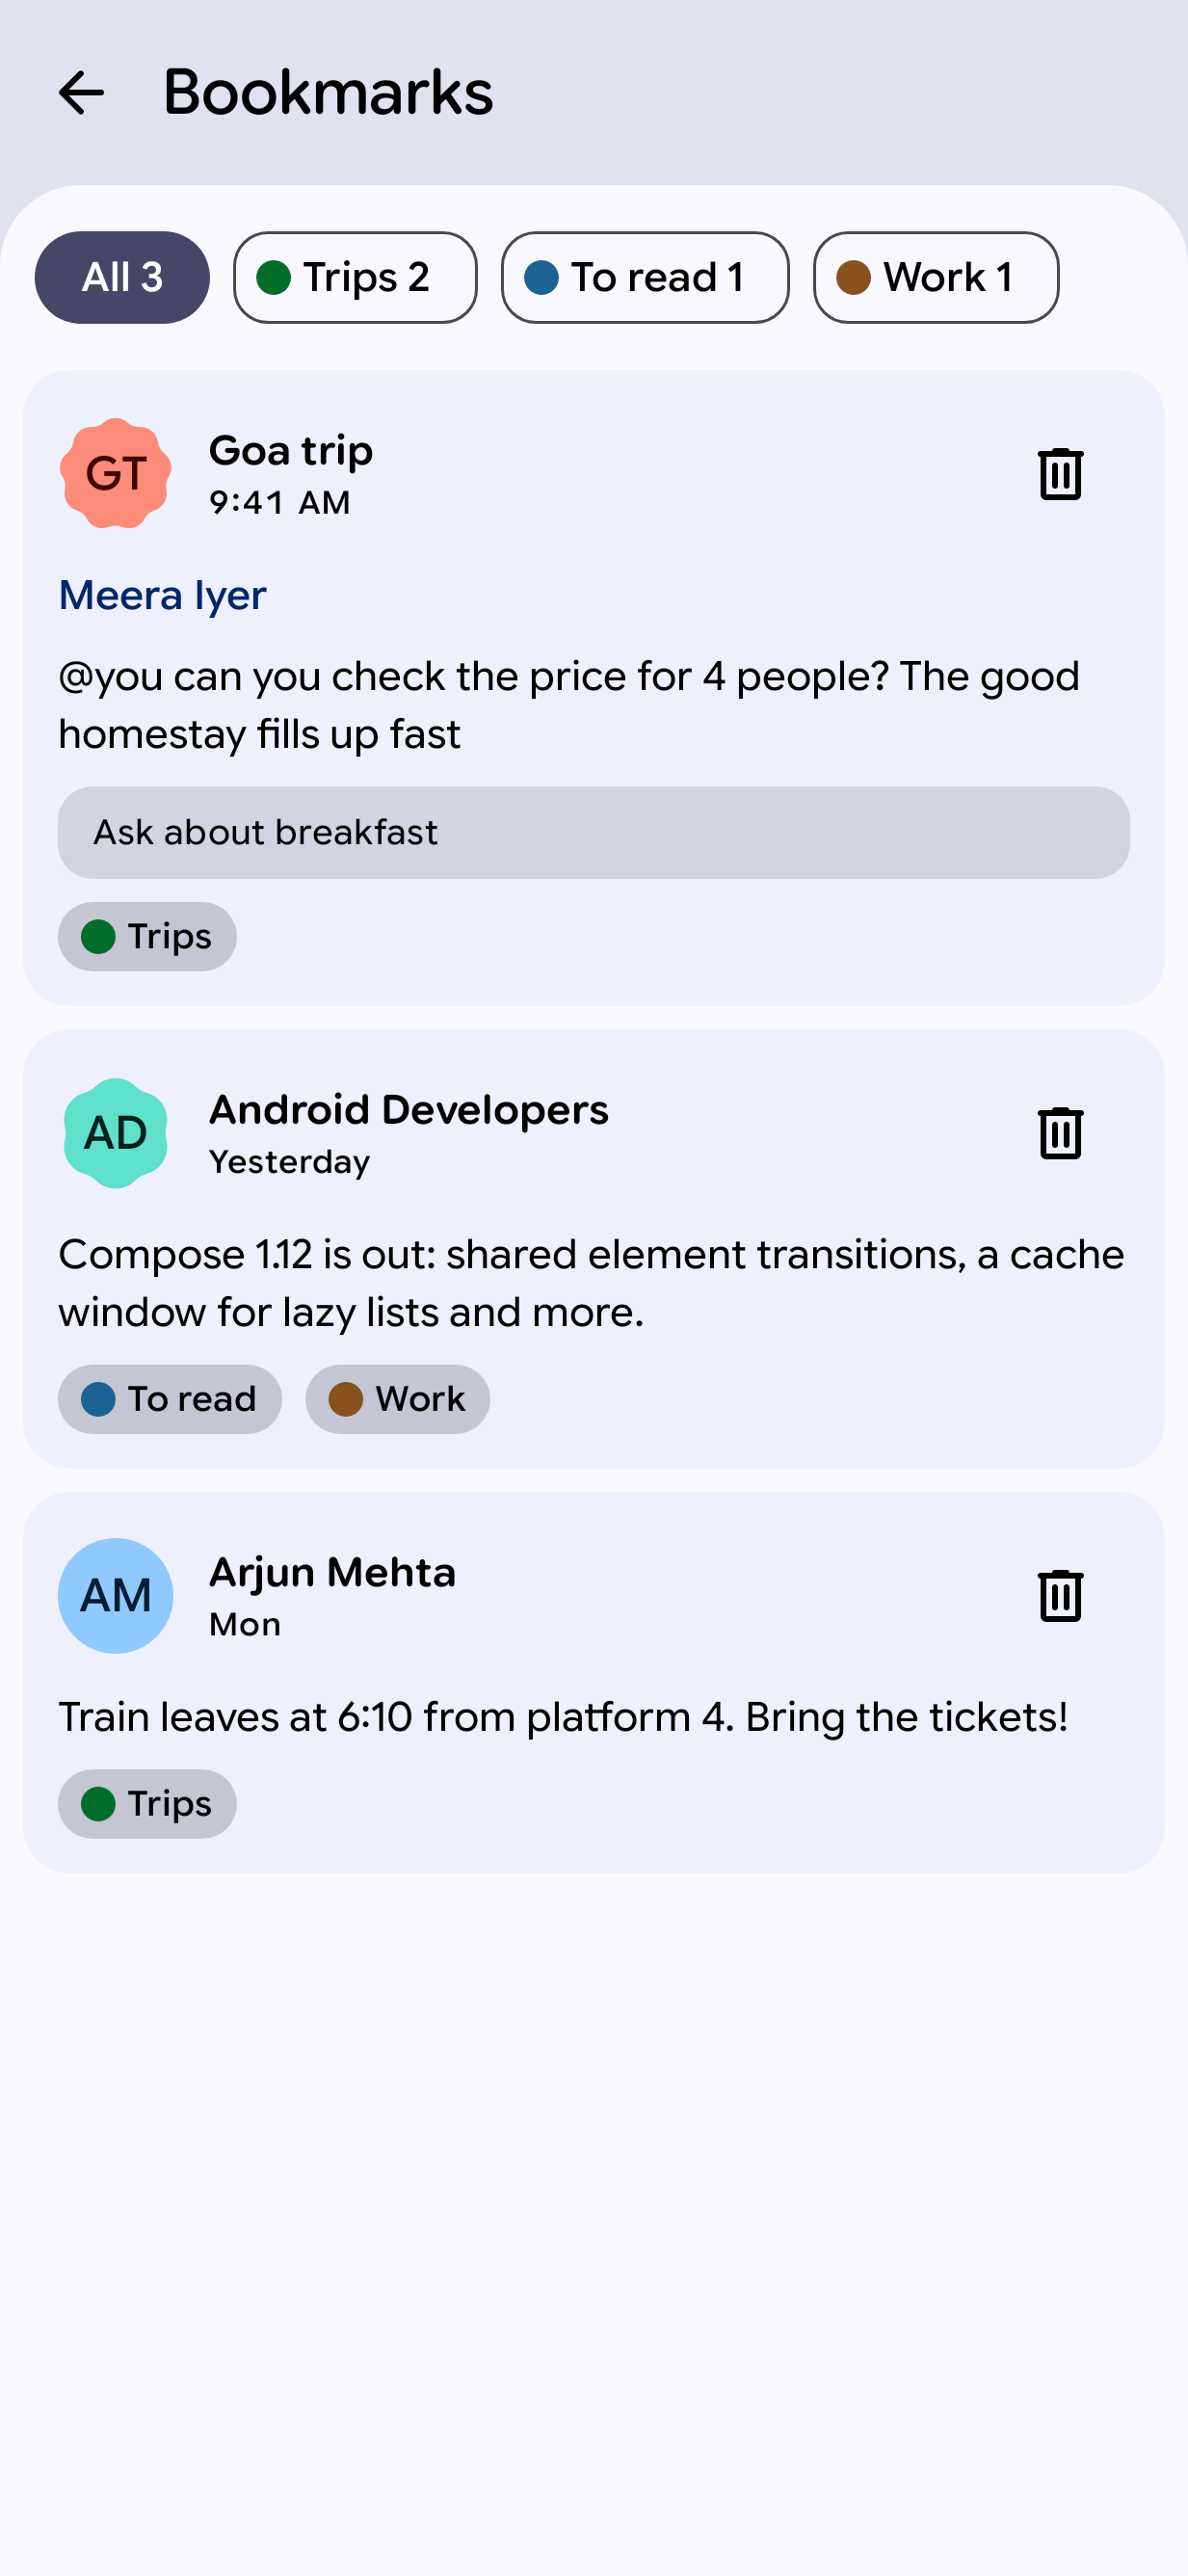 Bookmarks
All 3
Trips 2
To read 1
Work 1
GT
Goa trip
9:41 AM
Meera Iyer
@you can you check the price for 4 people? The good
homestay fills up fast
Ask about breakfast
Trips
AD
Android Developers
Yesterday
Compose 1.12 is out: shared element transitions, a cache
window for lazy lists and more.
To read
Work
AM
Arjun Mehta
Mon
Train leaves at 6:10 from platform 4. Bring the tickets!
Trips